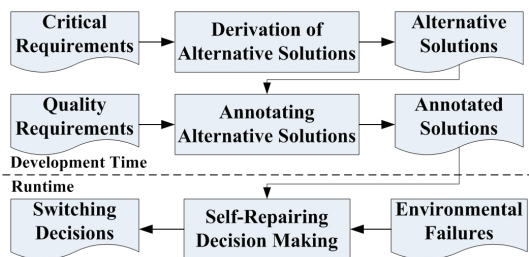 Critical
Requirements
Derivation of
Alternative Solutions
Alternative
Solutions
Quality
Requirements
Annotating
Alternative Solutions
Annotated
Solutions
Development Time
Runtime
Switching
Decisions
Self-Repairing
Decision Making
Environmental
Failures